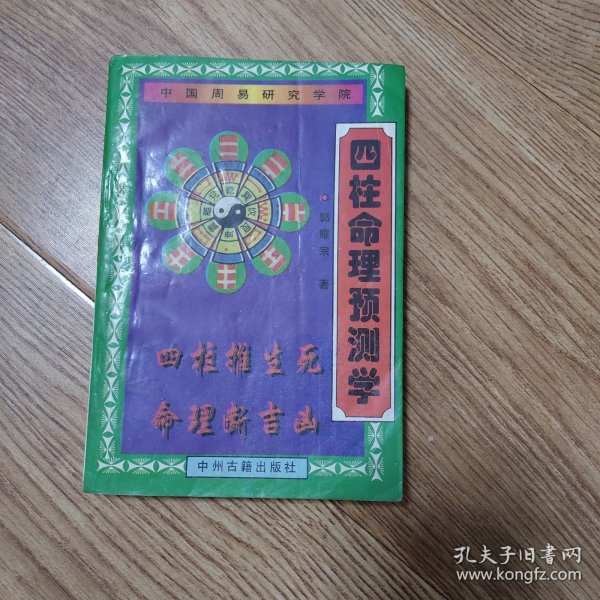 中国周易研究学院
四柱命理预测学
郭耀宗 著
四柱推生死
命理断吉凶
中州古籍出版社
孔夫子旧书网
www.kongfz.com